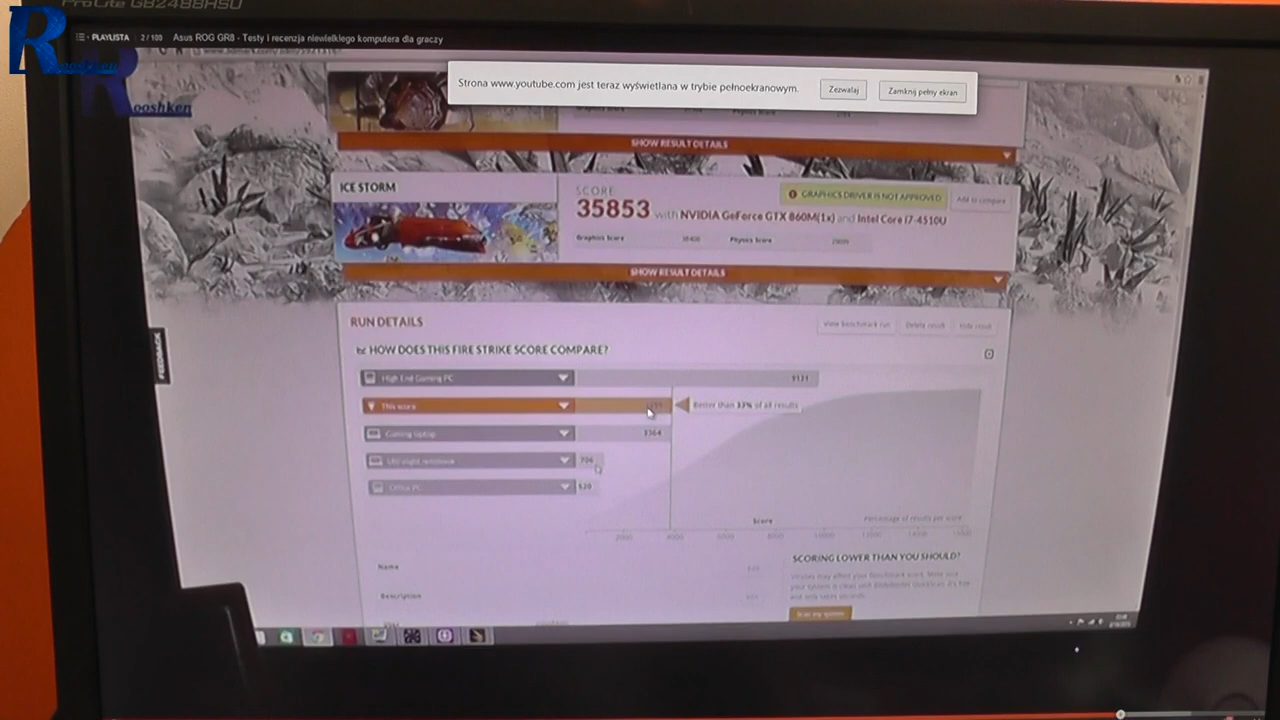 ProLite GB2488HSU
PLAYLISTA 2/100 Asus ROG GR8 - Testy i recenzja niewielkiego komputera dla graczy
Rooshken
Rooshken
Strona www.youtube.com jest teraz wyświetlana w trybie pełnoekranowym.
Zezwalaj
Zamknij pełny ekran
SHOW RESULT DETAILS
ICE STORM
SCORE
GRAPHICS DRIVER IS NOT APPROVED
Add to compare
35853 with NVIDIA GeForce GTX 860M(1x) and Intel Core i7-4510U
Graphics Score
Physics Score
SHOW RESULT DETAILS
RUN DETAILS
View benchmark run
Delete result
Hide result
FEEDBACK
HOW DOES THIS FIRE STRIKE SCORE COMPARE?
High End Gaming PC
9131
This score
Better than 33% of all results
Gaming laptop
3364
Ultralight notebook
706
Office PC
520
Score
Percentage of results per score
2000 4000
Name
SCORING LOWER THAN YOU SHOULD?
Description
Scan my system